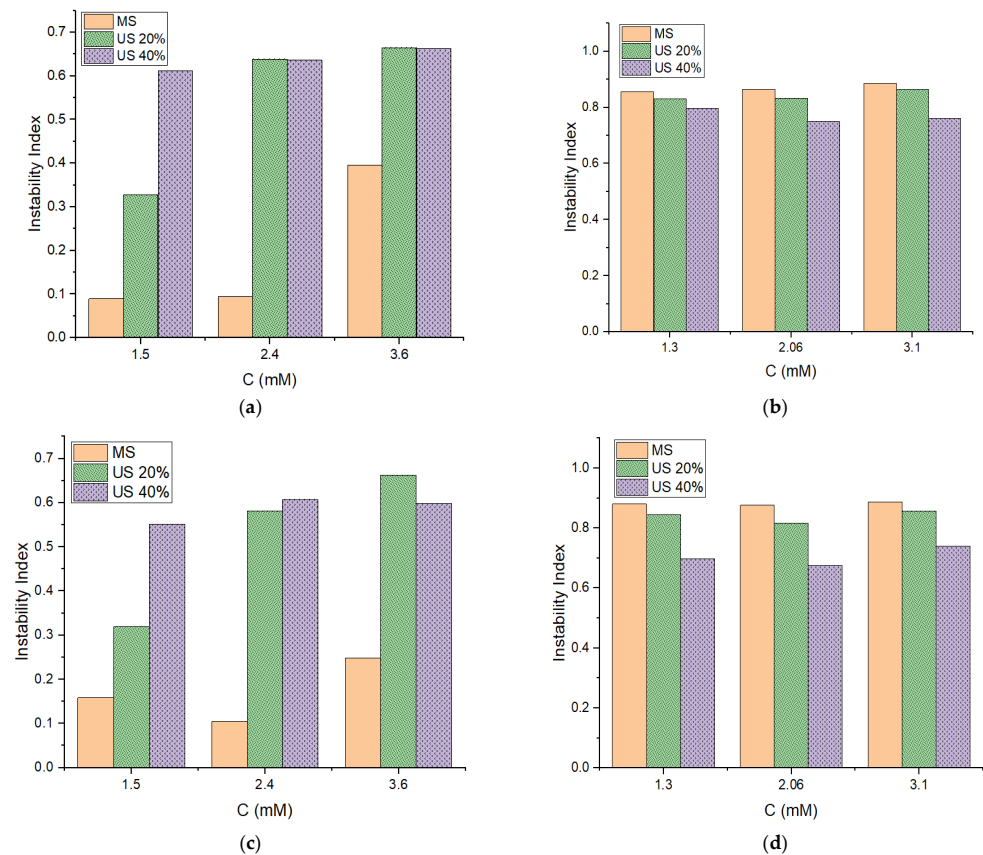 MS
US 20%
US 40%
Instability Index
0.7
0.6
0.5
0.4
0.3
0.2
0.1
0.0
1.5
2.4
3.6
C (mM)
(a)
MS
US 20%
US 40%
Instability Index
1.0
0.8
0.6
0.4
0.2
0.0
1.3
2.06
3.1
C (mM)
(b)
MS
US 20%
US 40%
Instability Index
0.7
0.6
0.5
0.4
0.3
0.2
0.1
0.0
1.5
2.4
3.6
C (mM)
(c)
MS
US 20%
US 40%
Instability Index
1.0
0.8
0.6
0.4
0.2
0.0
1.3
2.06
3.1
C (mM)
(d)